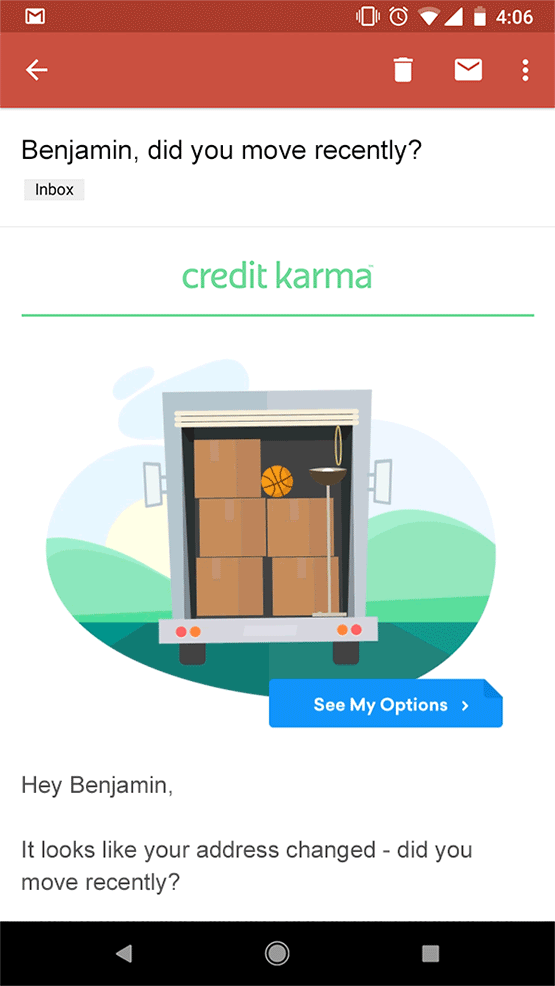 4:06
Benjamin, did you move recently?
Inbox
credit karma™
See My Options >
Hey Benjamin,
It looks like your address changed - did you
move recently?